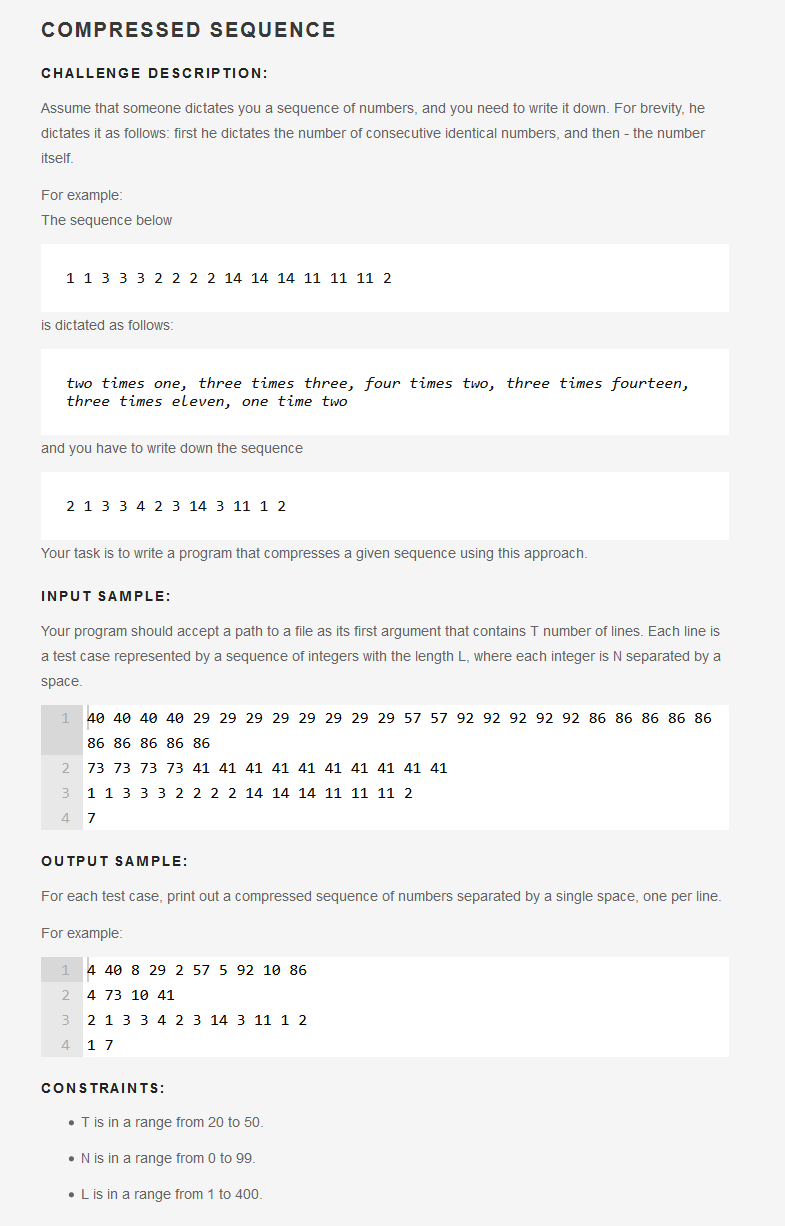 COMPRESSED SEQUENCE
CHALLENGE DESCRIPTION:
Assume that someone dictates you a sequence of numbers, and you need to write it down. For brevity, he
dictates it as follows: first he dictates the number of consecutive identical numbers, and then - the number
itself.
For example:
The sequence below
1 1 3 3 3 2 2 2 2 14 14 14 11 11 11 2
is dictated as follows:
two times one, three times three, four times two, three times fourteen,
three times eleven, one time two
and you have to write down the sequence
2 1 3 3 4 2 3 14 3 11 1 2
Your task is to write a program that compresses a given sequence using this approach.
INPUT SAMPLE:
Your program should accept a path to a file as its first argument that contains T number of lines. Each line is
a test case represented by a sequence of integers with the length L, where each integer is N separated by a
space.
1 40 40 40 40 29 29 29 29 29 29 29 29 57 57 92 92 92 92 92 86 86 86 86 86
86 86 86 86 86
2 73 73 73 73 41 41 41 41 41 41 41 41 41 41
3 1 1 3 3 3 2 2 2 2 14 14 14 11 11 11 2
4 7
OUTPUT SAMPLE:
For each test case, print out a compressed sequence of numbers separated by a single space, one per line.
For example:
1 4 40 8 29 2 57 5 92 10 86
2 4 73 10 41
3 2 1 3 3 4 2 3 14 3 11 1 2
4 1 7
CONSTRAINTS:
• T is in a range from 20 to 50.
• N is in a range from 0 to 99.
• L is in a range from 1 to 400.